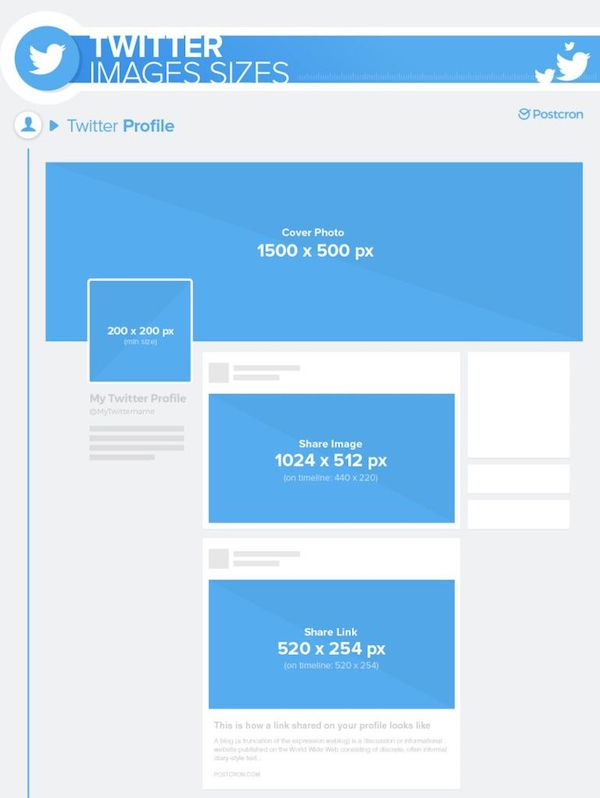 TWITTER
IMAGES SIZES
Postcron
Twitter Profile
Cover Photo
1500 x 500 px
200 x 200 px
(min size)
My Twitter Profile
@MyTwittername
Share Image
1024 x 512 px
(on timeline: 440 x 220)
Share Link
520 x 254 px
(on timeline: 520 x 254)
This is how a link shared on your profile looks like
A blog (a truncation of the expression weblog) is a discussion or informational
website published on the World Wide Web consisting of discrete, often informal
diary-style text...
POSTCRON.COM